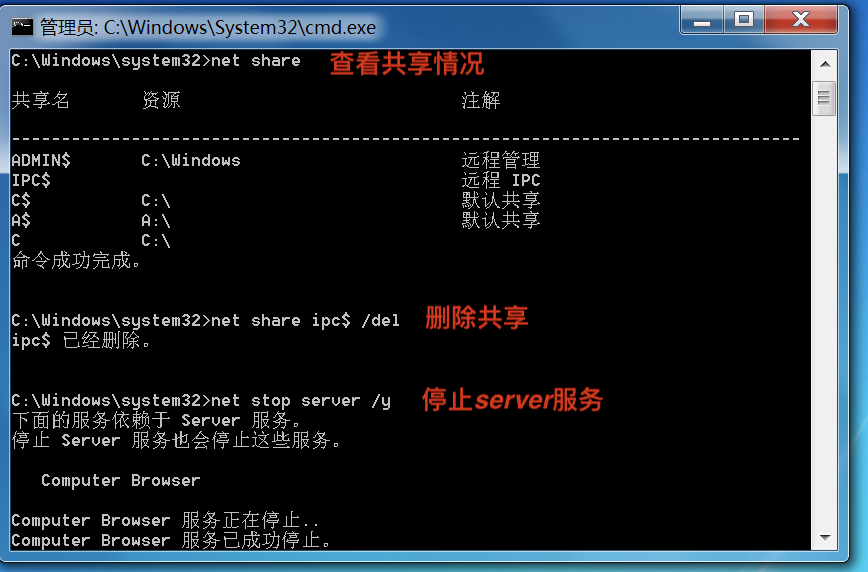 管理员: C:\Windows\System32\cmd.exe
C:\Windows\system32>net share 查看共享情况
共享名 资源 注解
-------------------------------------------------------------------------------
ADMIN$ C:\Windows 远程管理
IPC$ 远程 IPC
C$ C:\ 默认共享
A$ A:\ 默认共享
C C:\
命令成功完成。
C:\Windows\system32>net share ipc$ /del 删除共享
ipc$ 已经删除。
C:\Windows\system32>net stop server /y 停止server服务
下面的服务依赖于 Server 服务。
停止 Server 服务也会停止这些服务。
Computer Browser
Computer Browser 服务正在停止..
Computer Browser 服务已成功停止。